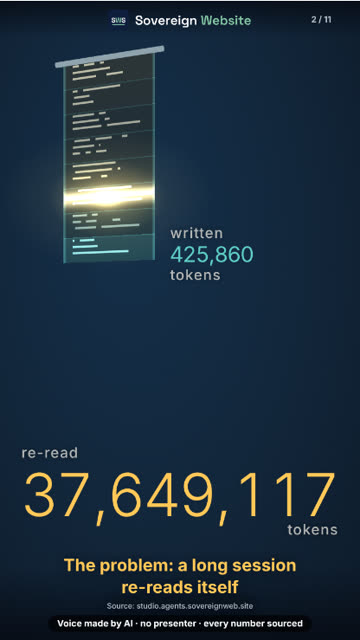 SWS Sovereign Website
2 / 11
written
425,860
tokens
re-read
37,649,117
tokens
The problem: a long session
re-reads itself
Source: studio.agents.sovereignweb.site
Voice made by AI · no presenter · every number sourced